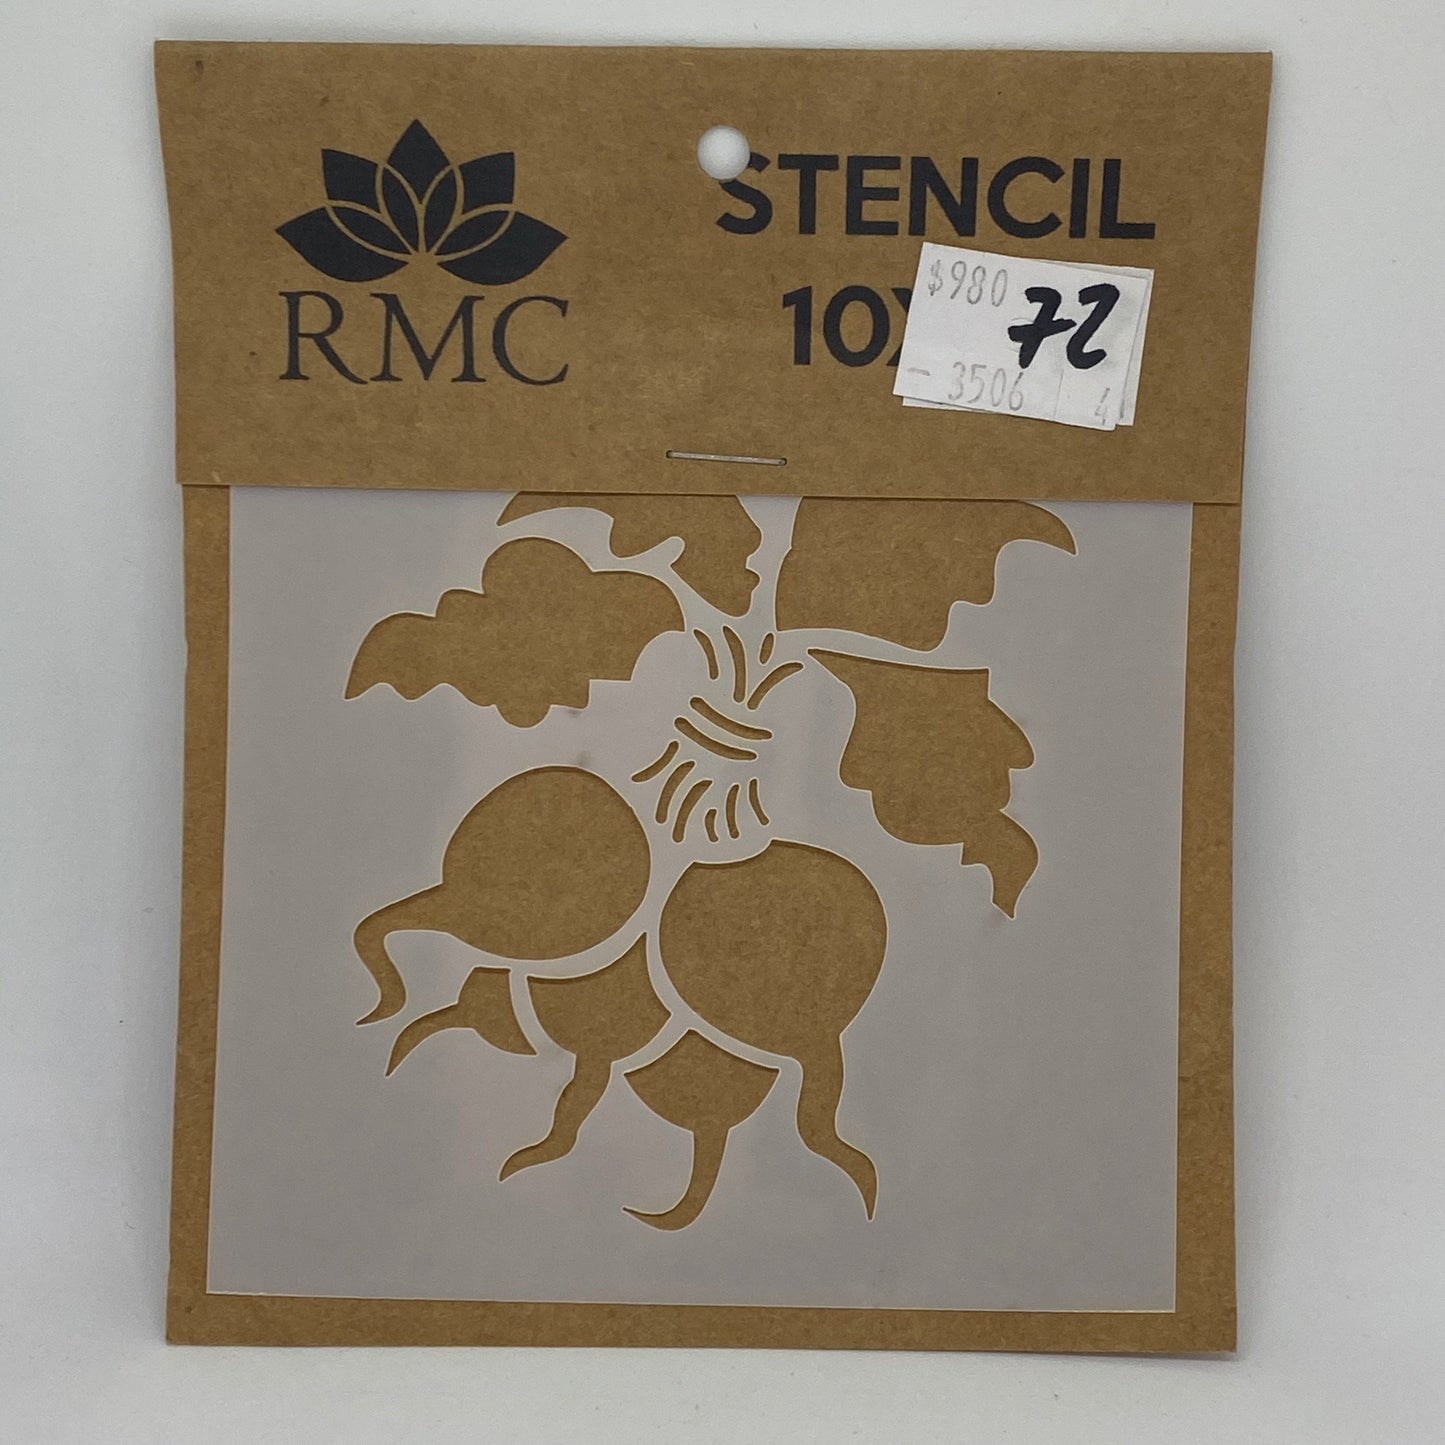 RMC
STENCIL
10X
$980
72
- 3506
4